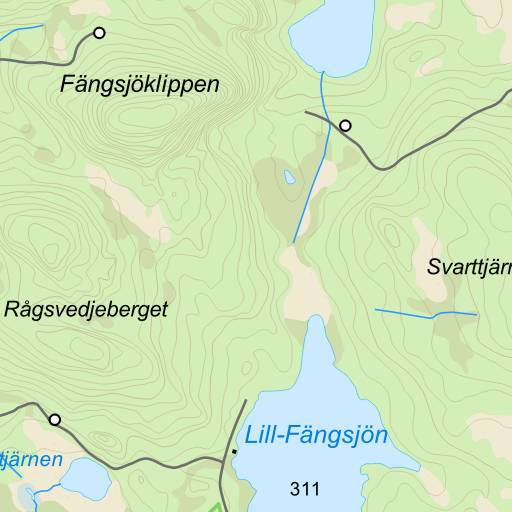 Fängsjöklippen
Svarttjärn
Rågsvedjeberget
Lill-Fängsjön
tjärnen
311